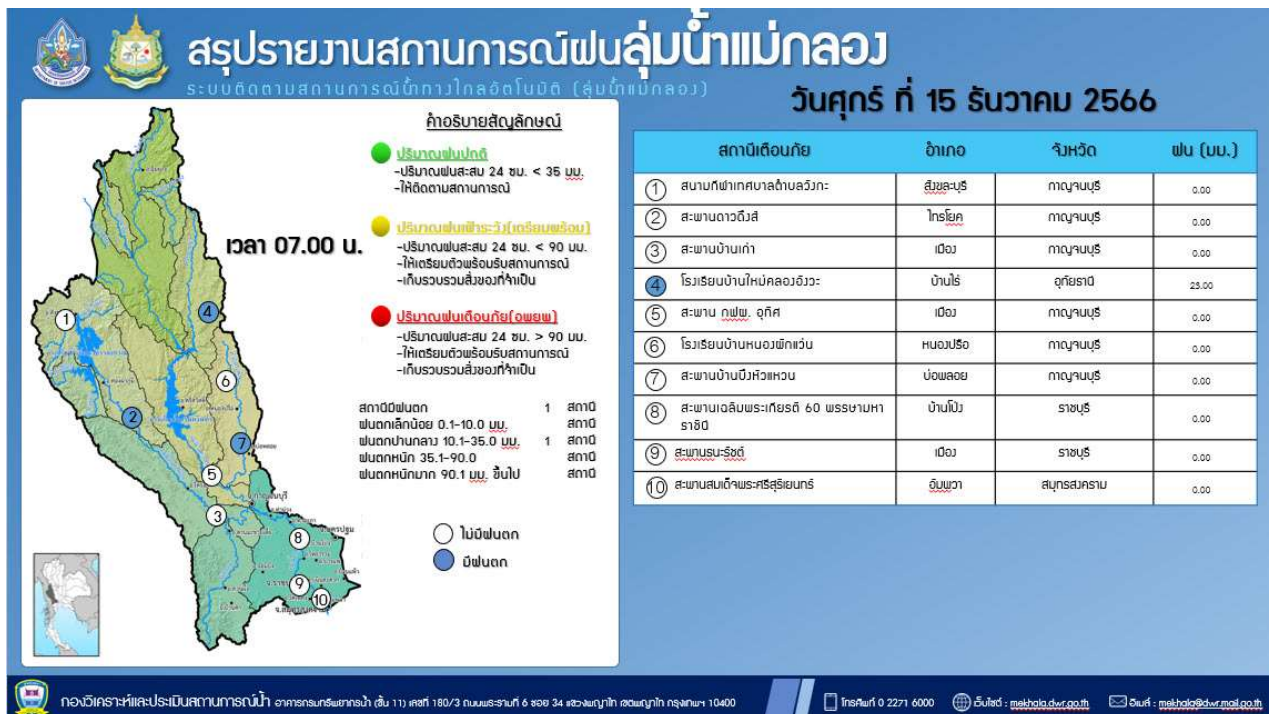 สรุปรายงานสถานการณ์ฝนลุ่มน้ำแม่กลอง
ระบบติดตามสถานการณ์น้ำทางไกลอัตโนมัติ (ลุ่มน้ำแม่กลอง)
วันศุกร์ ที่ 15 ธันวาคม 2566
เวลา 07.00 น.
คำอธิบายสัญลักษณ์
ปริมาณฝนปกติ
-ปริมาณฝนสะสม 24 ชม. < 35 มม.
-ให้ติดตามสถานการณ์
ปริมาณฝนเฝ้าระวัง(เตรียมพร้อม)
-ปริมาณฝนสะสม 24 ชม. < 90 มม.
-ให้เตรียมตัวพร้อมรับสถานการณ์
-เก็บรวบรวมสิ่งของที่จำเป็น
ปริมาณฝนเตือนภัย(อพยพ)
-ปริมาณฝนสะสม 24 ชม. > 90 มม.
-ให้เตรียมตัวพร้อมรับสถานการณ์
-เก็บรวบรวมสิ่งของที่จำเป็น
สถานีมีฝนตก 1 สถานี
ฝนตกเล็กน้อย 0.1-10.0 มม. สถานี
ฝนตกปานกลาง 10.1-35.0 มม. 1 สถานี
ฝนตกหนัก 35.1-90.0 สถานี
ฝนตกหนักมาก 90.1 มม. ขึ้นไป สถานี
ไม่มีฝนตก
มีฝนตก
1
2
3
4
5
6
7
8
9
10
สถานีเตือนภัย อำเภอ จังหวัด ฝน (มม.)
1 สนามกีฬาเทศบาลตำบลวังกะ สังขละบุรี กาญจนบุรี 0.00
2 สะพานดาวดึงส์ ไทรโยค กาญจนบุรี 0.00
3 สะพานบ้านเก่า เมือง กาญจนบุรี 0.00
4 โรงเรียนบ้านใหม่คลองอังวะ บ้านไร่ อุทัยธานี 23.00
5 สะพาน กฟผ. อุทิศ เมือง กาญจนบุรี 0.00
6 โรงเรียนบ้านหนองผักแว่น หนองปรือ กาญจนบุรี 0.00
7 สะพานบ้านบึงหัวแหวน บ่อพลอย กาญจนบุรี 0.00
8 สะพานเฉลิมพระเกียรติ 60 พรรษามหา บ้านโป่ง ราชบุรี 0.00
ราชินี
9 สะพานธนะรัชต์ เมือง ราชบุรี 0.00
10 สะพานสมเด็จพระศรีสุริเยนทร์ อัมพวา สมุทรสงคราม 0.00
กองวิเคราะห์และประเมินสถานการณ์น้ำ อาคารกรมทรัพยากรน้ำ (ชั้น 11) เลขที่ 180/3 ถนนพระรามที่ 6 ซอย 34 แขวงพญาไท เขตพญาไท กรุงเทพฯ 10400
โทรศัพท์ 0 2271 6000 เว็บไซต์ : mekhala.dwr.go.th อีเมล์ : mekhala@dwr.mail.go.th